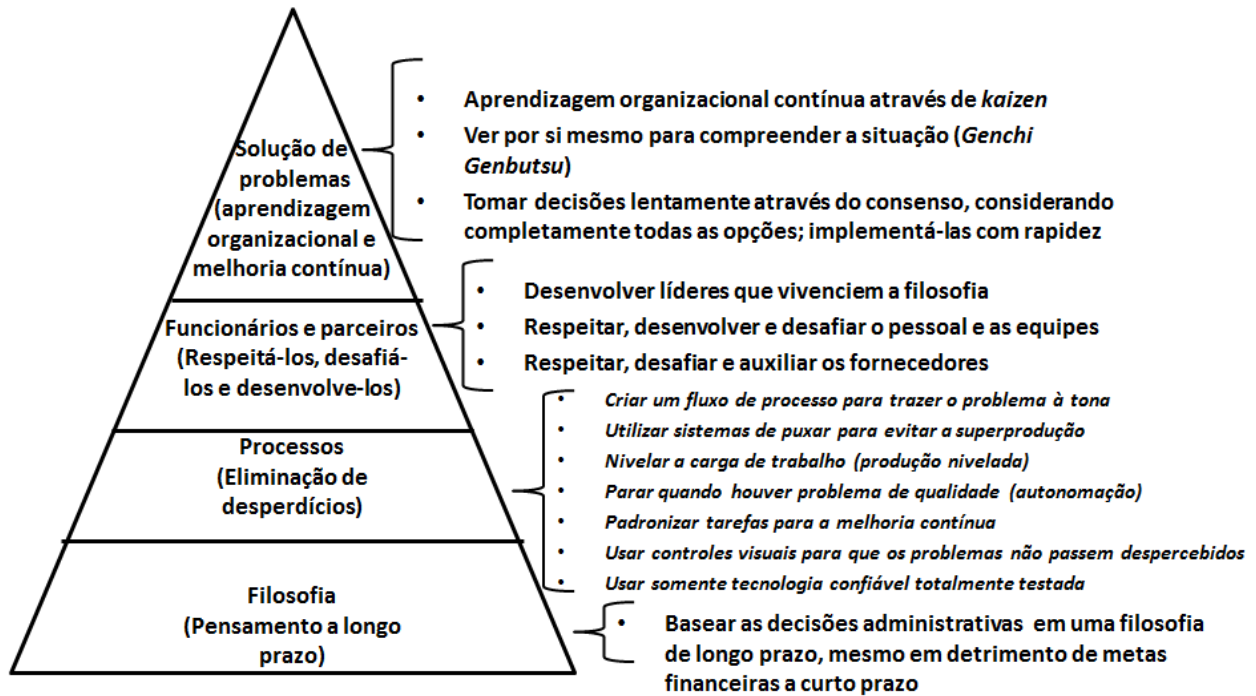 Solução de
problemas
(aprendizagem
organizacional e
melhoria contínua)
• Aprendizagem organizacional contínua através de kaizen
• Ver por si mesmo para compreender a situação (Genchi
Genbutsu)
• Tomar decisões lentamente através do consenso, considerando
completamente todas as opções; implementá-las com rapidez
Funcionários e parceiros
(Respeitá-los, desafiá-
los e desenvolve-los)
• Desenvolver líderes que vivenciem a filosofia
• Respeitar, desenvolver e desafiar o pessoal e as equipes
• Respeitar, desafiar e auxiliar os fornecedores
Processos
(Eliminação de
desperdícios)
• Criar um fluxo de processo para trazer o problema à tona
• Utilizar sistemas de puxar para evitar a superprodução
• Nivelar a carga de trabalho (produção nivelada)
• Parar quando houver problema de qualidade (autonomação)
• Padronizar tarefas para a melhoria contínua
• Usar controles visuais para que os problemas não passem despercebidos
• Usar somente tecnologia confiável totalmente testada
Filosofia
(Pensamento a longo
prazo)
• Basear as decisões administrativas em uma filosofia
de longo prazo, mesmo em detrimento de metas
financeiras a curto prazo